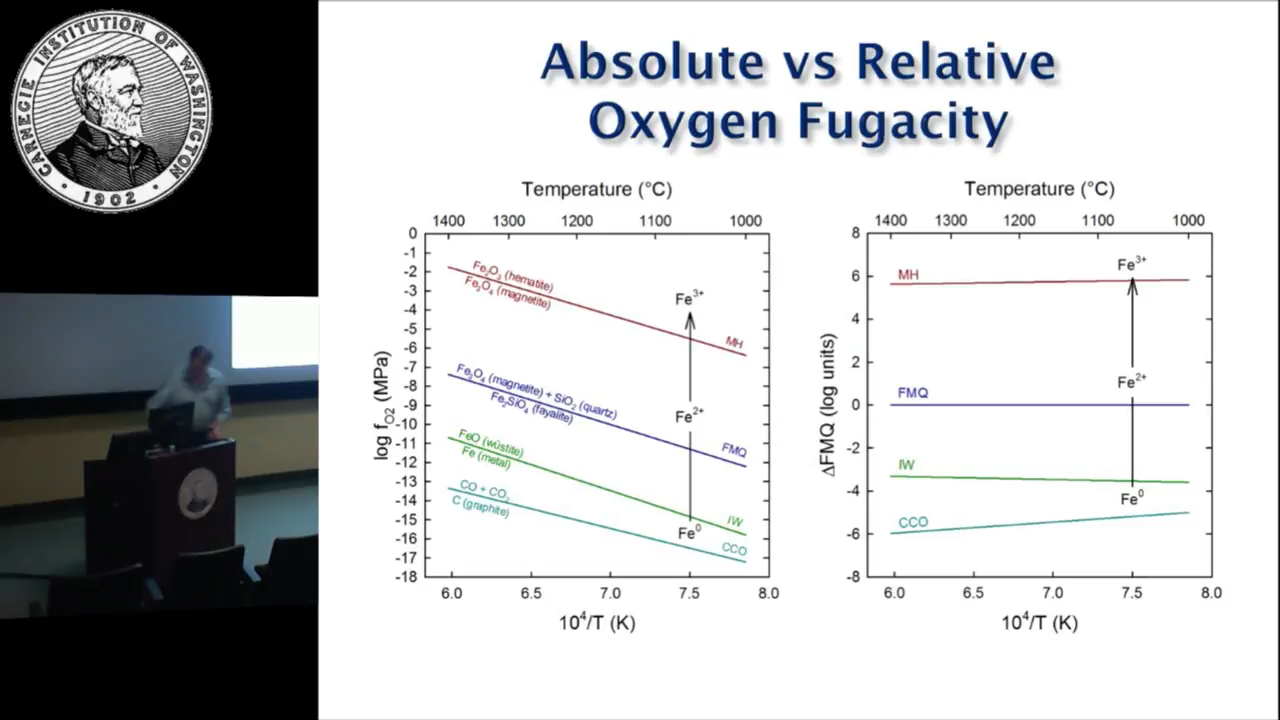 CARNEGIE INSTITUTION OF WASHINGTON
· 1902 ·
Absolute vs Relative
Oxygen Fugacity
Temperature (°C)
1400 1300 1200 1100 1000
0
-1
-2
-3
-4
-5
-6
-7
-8
-9
-10
-11
-12
-13
-14
-15
-16
-17
-18
log f_O2 (MPa)
Fe₂O₃ (hematite)
Fe₃O₄ (magnetite)
MH
Fe₃O₄ (magnetite) + SiO₂ (quartz)
Fe₂SiO₄ (fayalite)
FMQ
FeO (wüstite)
Fe (metal)
IW
CO + CO₂
C (graphite)
CCO
Fe³⁺
Fe²⁺
Fe⁰
6.0 6.5 7.0 7.5 8.0
10⁴/T (K)
Temperature (°C)
1400 1300 1200 1100 1000
8
6
4
2
0
-2
-4
-6
-8
ΔFMQ (log units)
MH
FMQ
IW
CCO
Fe³⁺
Fe²⁺
Fe⁰
6.0 6.5 7.0 7.5 8.0
10⁴/T (K)